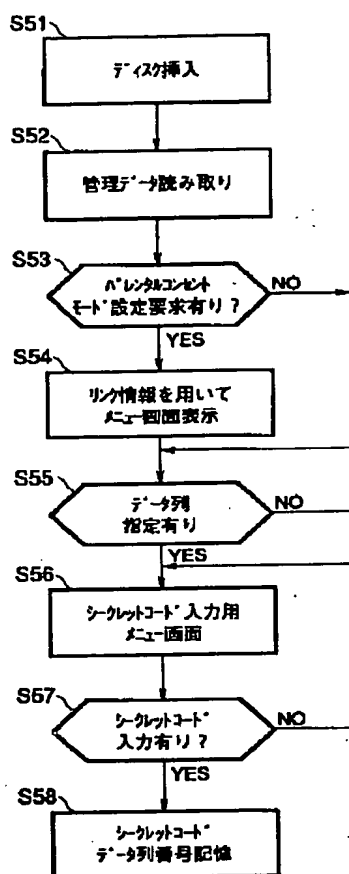 S51
ディスク挿入
S52
管理データ読み取り
S53
パレンタルコンセント
モード設定要求有り?
NO
YES
S54
リンク情報を用いて
メニュー画面表示
S55
データ列
指定有り
NO
YES
S56
シークレットコード入力用
メニュー画面
S57
シークレットコード
入力有り?
NO
YES
S58
シークレットコード
データ列番号記憶